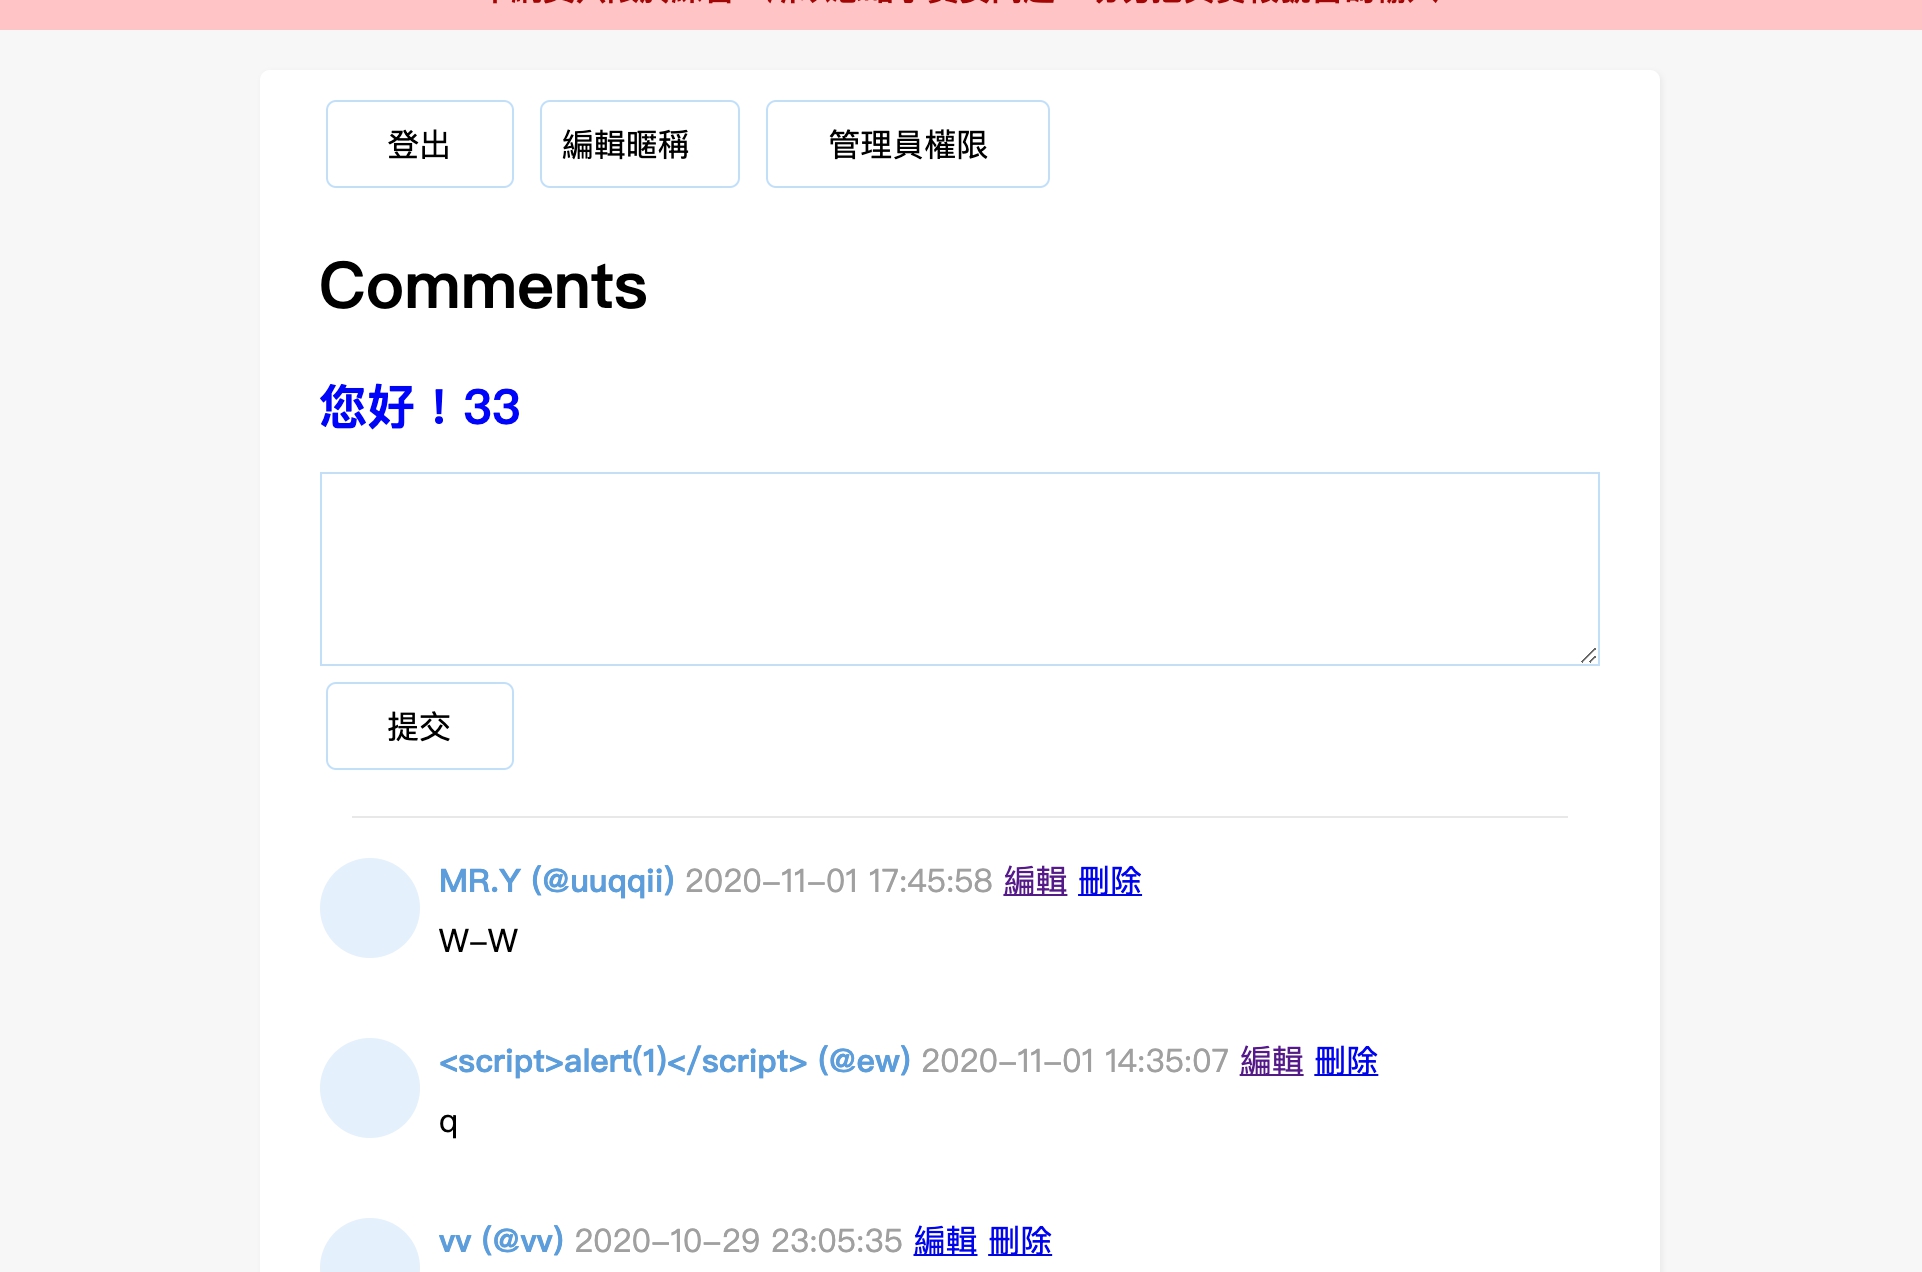 登出 編輯暱稱 管理員權限
Comments
您好！33
提交
MR.Y (@uuqqii) 2020-11-01 17:45:58 編輯 刪除
W-W
<script>alert(1)</script> (@ew) 2020-11-01 14:35:07 編輯 刪除
q
vv (@vv) 2020-10-29 23:05:35 編輯 刪除